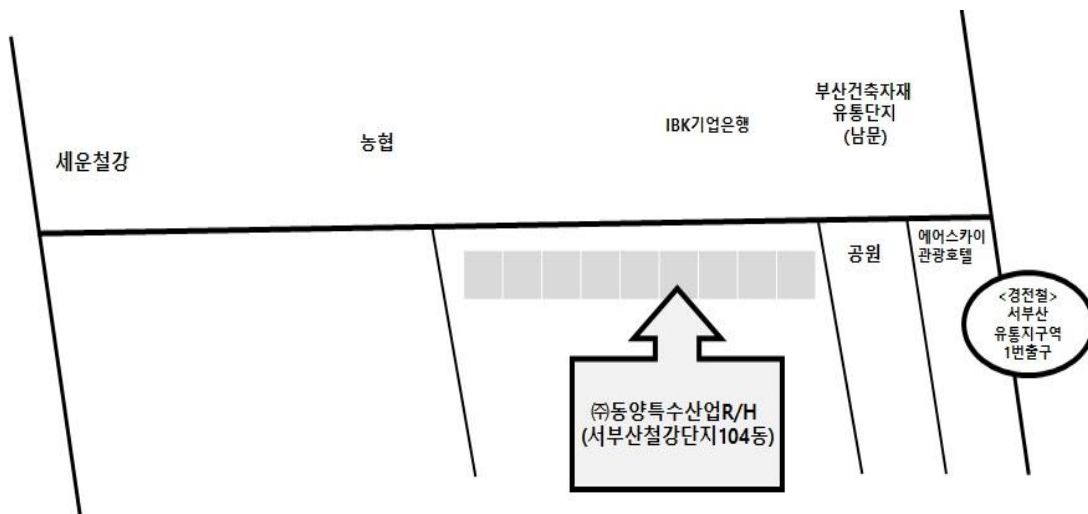 세운철강
농협
IBK기업은행
부산건축자재
유통단지
(남문)
공원
에어스카이
관광호텔
<경전철>
서부산
유통지구역
1번출구
㈜동양특수산업R/H
(서부산철강단지104동)